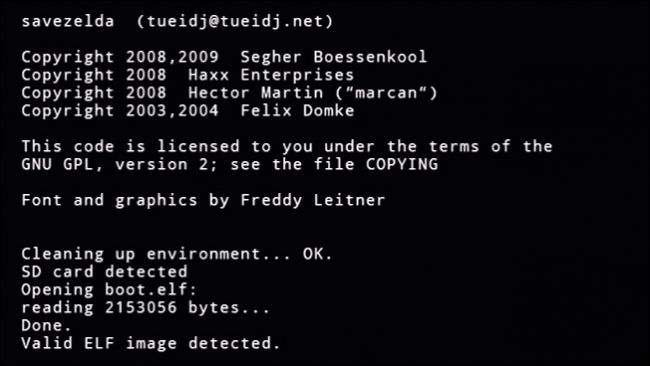 savezelda  (tueidj@tueidj.net)
Copyright 2008,2009  Segher Boessenkool
Copyright 2008  Haxx Enterprises
Copyright 2008  Hector Martin ("marcan")
Copyright 2003,2004  Felix Domke
This code is licensed to you under the terms of the
GNU GPL, version 2; see the file COPYING
Font and graphics by Freddy Leitner
Cleaning up environment... OK.
SD card detected
Opening boot.elf:
reading 2153056 bytes...
Done.
Valid ELF image detected.